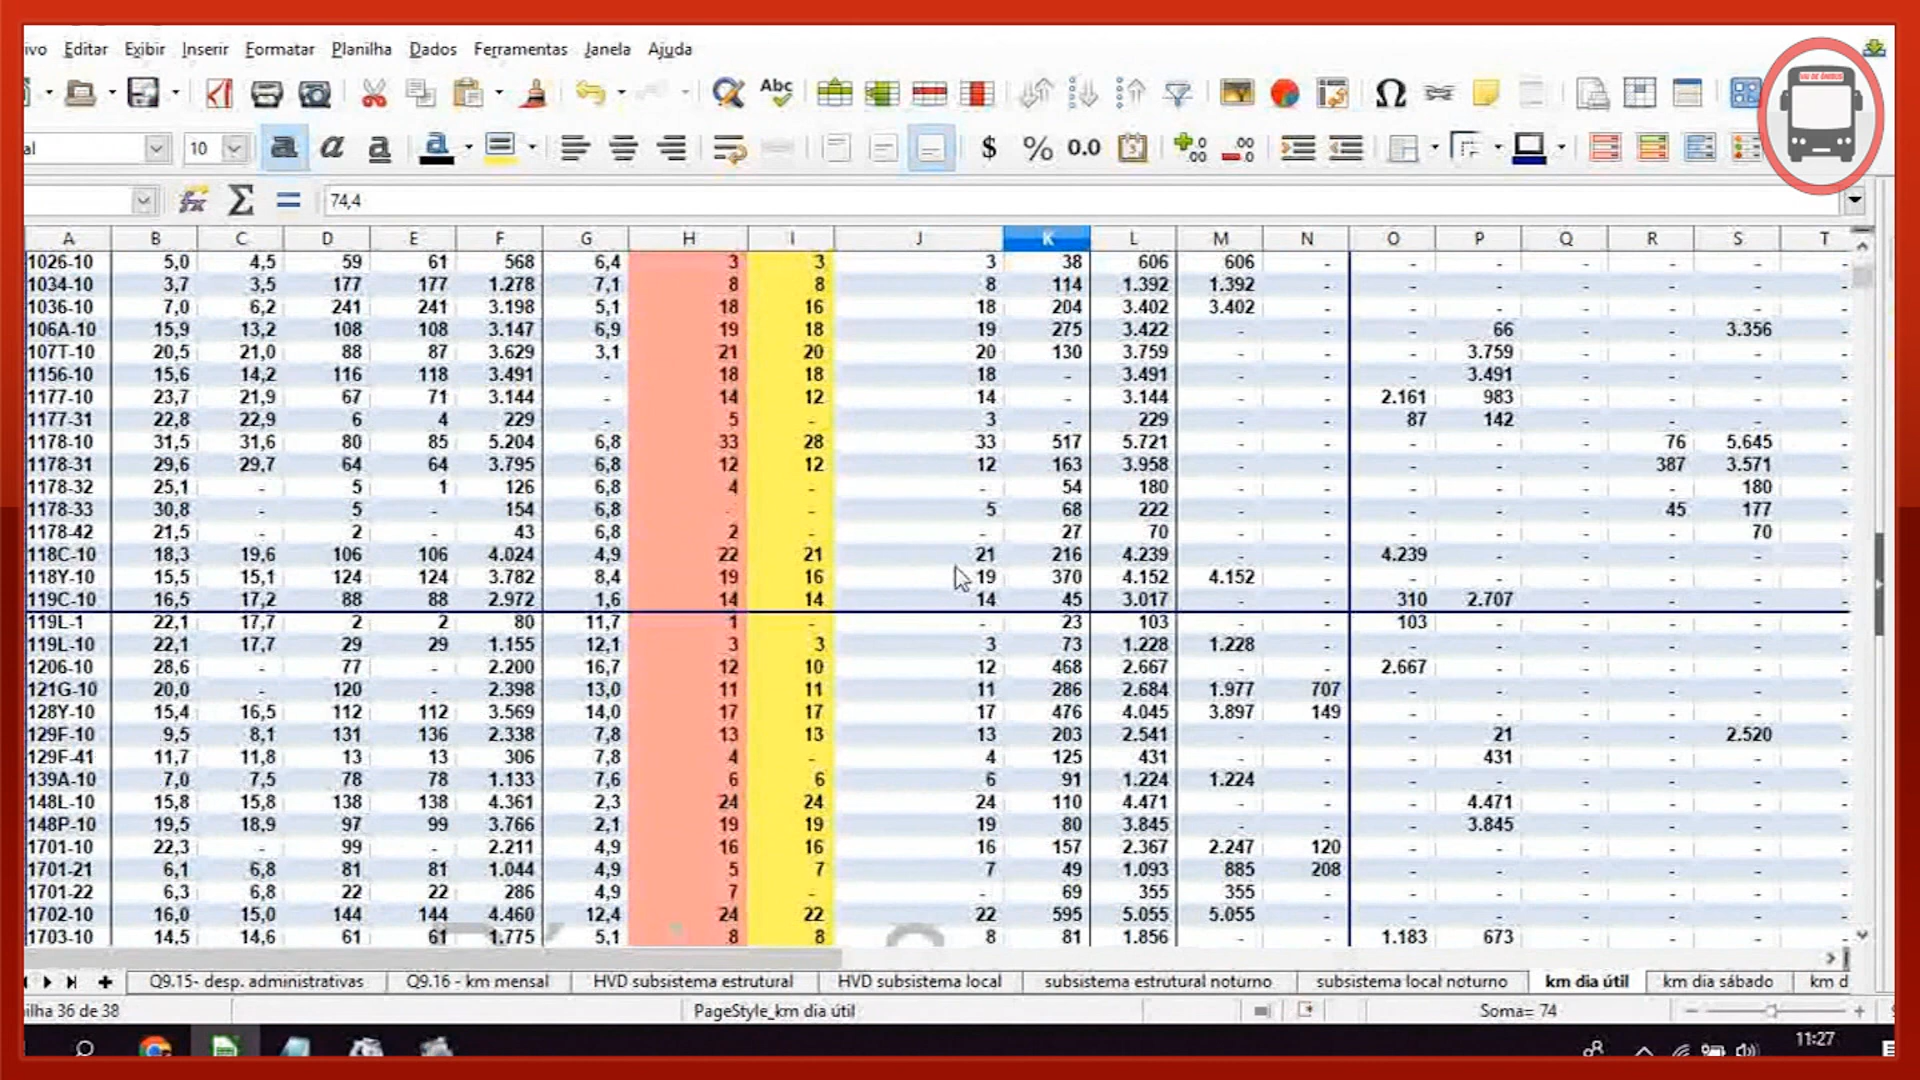 ivo Editar Exibir Inserir Formatar Planilha Dados Ferramentas Janela Ajuda
VAI DE ÔNIBUS
Abc
al 10 a a a a $ % 0.0
74,4
A B C D E F G H I J K L M N O P Q R S T
1026-10 5,0 4,5 59 61 568 6,4 3 3 3 38 606 606 - - - - - - -
1034-10 3,7 3,5 177 177 1.278 7,1 8 8 8 114 1.392 1.392 - - - - - - -
1036-10 7,0 6,2 241 241 3.198 5,1 18 16 18 204 3.402 3.402 - - - - - - -
106A-10 15,9 13,2 108 108 3.147 6,9 19 18 19 275 3.422 - - - 66 - - 3.356 -
107T-10 20,5 21,0 88 87 3.629 3,1 21 20 20 130 3.759 - - - 3.759 - - - -
1156-10 15,6 14,2 116 118 3.491 - 18 18 18 - 3.491 - - - 3.491 - - - -
1177-10 23,7 21,9 67 71 3.144 - 14 12 14 - 3.144 - - 2.161 983 - - - -
1177-31 22,8 22,9 6 4 229 - 5 - 3 - 229 - - 87 142 - - - -
1178-10 31,5 31,6 80 85 5.204 6,8 33 28 33 517 5.721 - - - - - 76 5.645 -
1178-31 29,6 29,7 64 64 3.795 6,8 12 12 12 163 3.958 - - - - - 387 3.571 -
1178-32 25,1 - 5 1 126 6,8 4 - - 54 180 - - - - - - 180 -
1178-33 30,8 - 5 - 154 6,8 - - 5 68 222 - - - - - 45 177 -
1178-42 21,5 - 2 - 43 6,8 2 - - 27 70 - - - - - - 70 -
118C-10 18,3 19,6 106 106 4.024 4,9 22 21 21 216 4.239 - - 4.239 - - - - -
118Y-10 15,5 15,1 124 124 3.782 8,4 19 16 19 370 4.152 4.152 - - - - - - -
119C-10 16,5 17,2 88 88 2.972 1,6 14 14 14 45 3.017 - - 310 2.707 - - - -
119L-1 22,1 17,7 2 2 80 11,7 1 - - 23 103 - - 103 - - - - -
119L-10 22,1 17,7 29 29 1.155 12,1 3 3 3 73 1.228 1.228 - - - - - - -
1206-10 28,6 - 77 - 2.200 16,7 12 10 12 468 2.667 - - 2.667 - - - - -
121G-10 20,0 - 120 - 2.398 13,0 11 11 11 286 2.684 1.977 707 - - - - - -
128Y-10 15,4 16,5 112 112 3.569 14,0 17 17 17 476 4.045 3.897 149 - - - - - -
129F-10 9,5 8,1 131 136 2.338 7,8 13 13 13 203 2.541 - - - 21 - - 2.520 -
129F-41 11,7 11,8 13 13 306 7,8 4 - 4 125 431 - - - 431 - - - -
139A-10 7,0 7,5 78 78 1.133 7,6 6 6 6 91 1.224 1.224 - - - - - - -
148L-10 15,8 15,8 138 138 4.361 2,3 24 24 24 110 4.471 - - - 4.471 - - - -
148P-10 19,5 18,9 97 99 3.766 2,1 19 19 19 80 3.845 - - - 3.845 - - - -
1701-10 22,3 - 99 - 2.211 4,9 16 16 16 157 2.367 2.247 120 - - - - - -
1701-21 6,1 6,8 81 81 1.044 4,9 5 7 7 49 1.093 885 208 - - - - - -
1701-22 6,3 6,8 22 22 286 4,9 7 - - 69 355 355 - - - - - - -
1702-10 16,0 15,0 144 144 4.460 12,4 24 22 22 595 5.055 5.055 - - - - - - -
1703-10 14,5 14,6 61 61 1.775 5,1 8 8 8 81 1.856 - - 1.183 673 - - - -
Q9.15- desp. administrativas Q9.16 - km mensal HVD subsistema estrutural HVD subsistema local subsistema estrutural noturno subsistema local noturno km dia útil km dia sábado km d
ilha 36 de 38 PageStyle_km dia útil Soma= 74
11:27